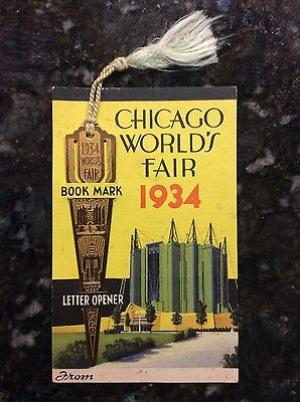 CHICAGO
WORLD'S
FAIR
1934
1934
WORLD'S
FAIR
BOOK MARK
LETTER OPENER
From